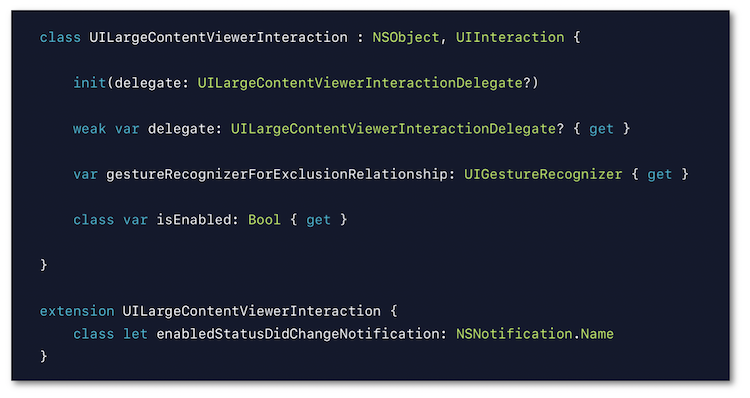 class UILargeContentViewerInteraction : NSObject, UIInteraction {
init(delegate: UILargeContentViewerInteractionDelegate?)
weak var delegate: UILargeContentViewerInteractionDelegate? { get }
var gestureRecognizerForExclusionRelationship: UIGestureRecognizer { get }
class var isEnabled: Bool { get }
}
extension UILargeContentViewerInteraction {
class let enabledStatusDidChangeNotification: NSNotification.Name
}